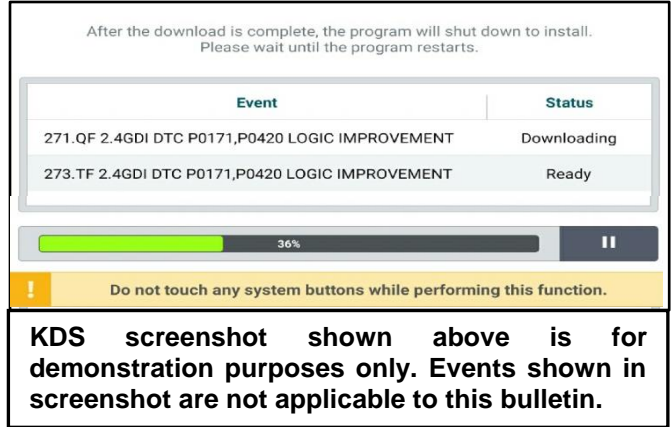 After the download is complete, the program will shut down to install.
Please wait until the program restarts.
Event Status
271.QF 2.4GDI DTC P0171,P0420 LOGIC IMPROVEMENT Downloading
273.TF 2.4GDI DTC P0171,P0420 LOGIC IMPROVEMENT Ready
36%
! Do not touch any system buttons while performing this function.
KDS screenshot shown above is for
demonstration purposes only. Events shown in
screenshot are not applicable to this bulletin.